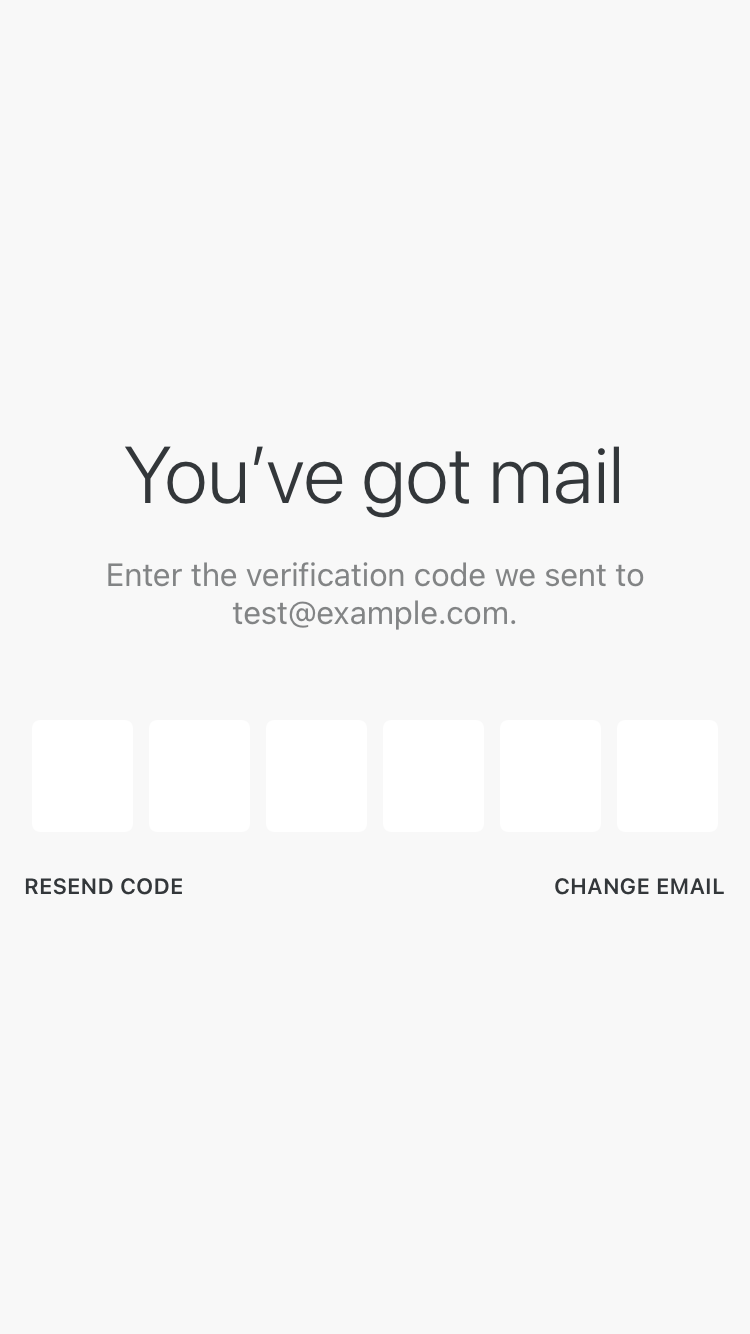 You’ve got mail
Enter the verification code we sent to
test@example.com.
RESEND CODE
CHANGE EMAIL